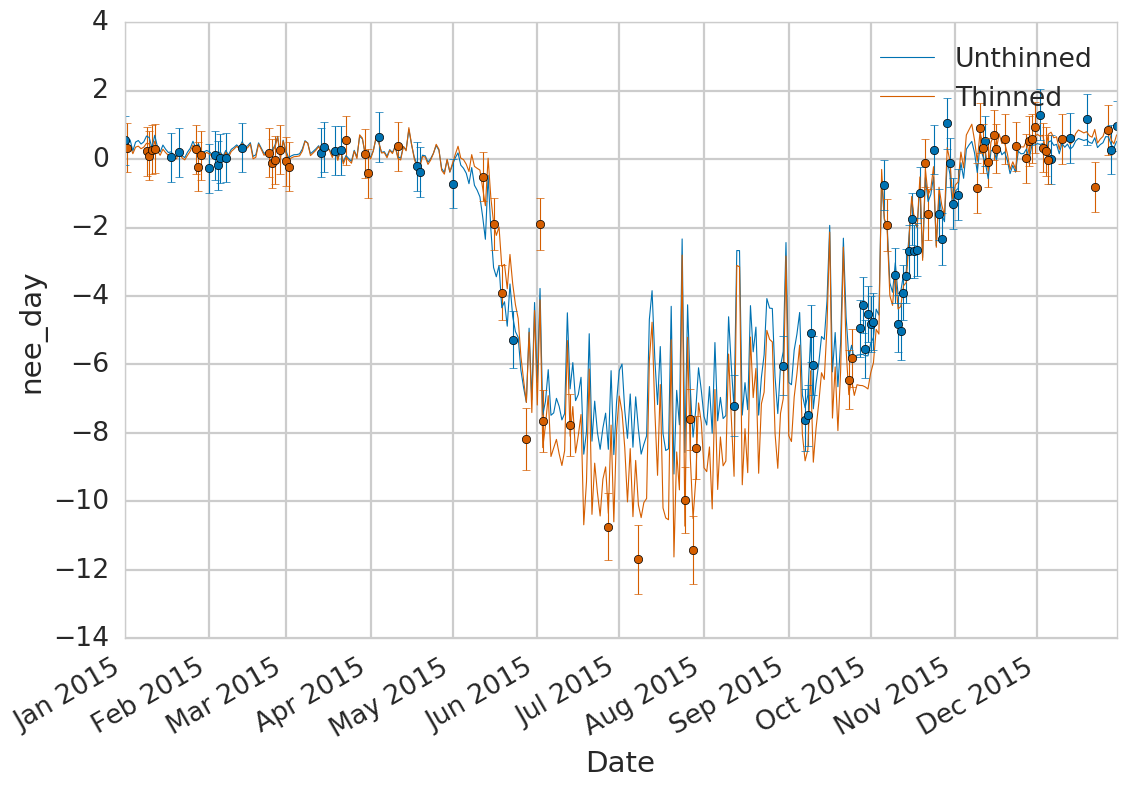 4
2
0
−2
−4
−6
−8
−10
−12
−14
nee_day
Unthinned
Thinned
Jan 2015
Feb 2015
Mar 2015
Apr 2015
May 2015
Jun 2015
Jul 2015
Aug 2015
Sep 2015
Oct 2015
Nov 2015
Dec 2015
Date